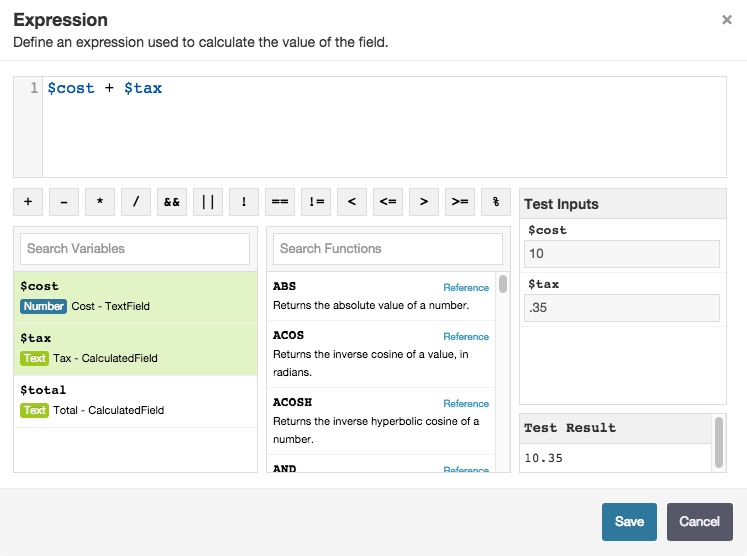 Expression
×
Define an expression used to calculate the value of the field.
1 $cost + $tax
+ - * / && || ! == != < <= > >= %
Search Variables
$cost
Number Cost - TextField
$tax
Text Tax - CalculatedField
$total
Text Total - CalculatedField
Search Functions
ABS Reference
Returns the absolute value of a number.
ACOS Reference
Returns the inverse cosine of a value, in
radians.
ACOSH Reference
Returns the inverse hyperbolic cosine of a
number.
AND Reference
Test Inputs
$cost
10
$tax
.35
Test Result
10.35
Save Cancel